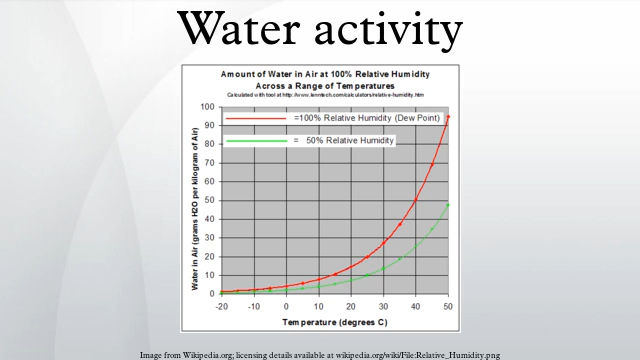 Water activity
Amount of Water in Air at 100% Relative Humidity
Across a Range of Temperatures
Calculated with tool at http://www.lenntech.com/calculators/relative-humidity.htm
Water in Air (grams H2O per kilogram of Air)
100
90
80
70
60
50
40
30
20
10
0
=100% Relative Humidity (Dew Point)
= 50% Relative Humidity
-20 -10 0 10 20 30 40 50
Temperature (degrees C)
Image from Wikipedia.org; licensing details available at wikipedia.org/wiki/File:Relative_Humidity.png